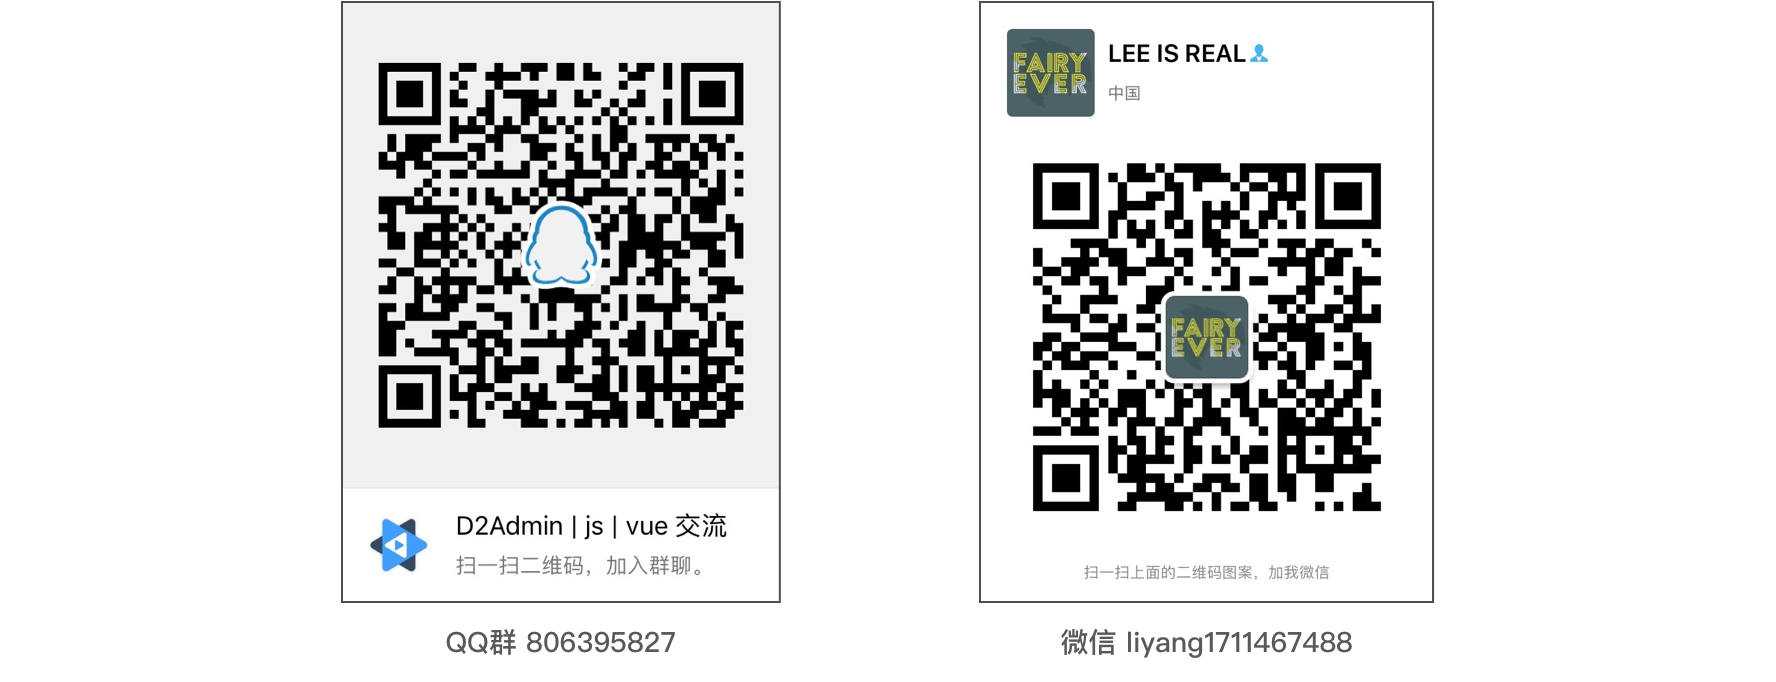 D2Admin | js | vue 交流
扫一扫二维码，加入群聊。
QQ群 806395827
FAIRY
EVER
LEE IS REAL
中国
FAIRY
EVER
扫一扫上面的二维码图案，加我微信
微信 liyang1711467488